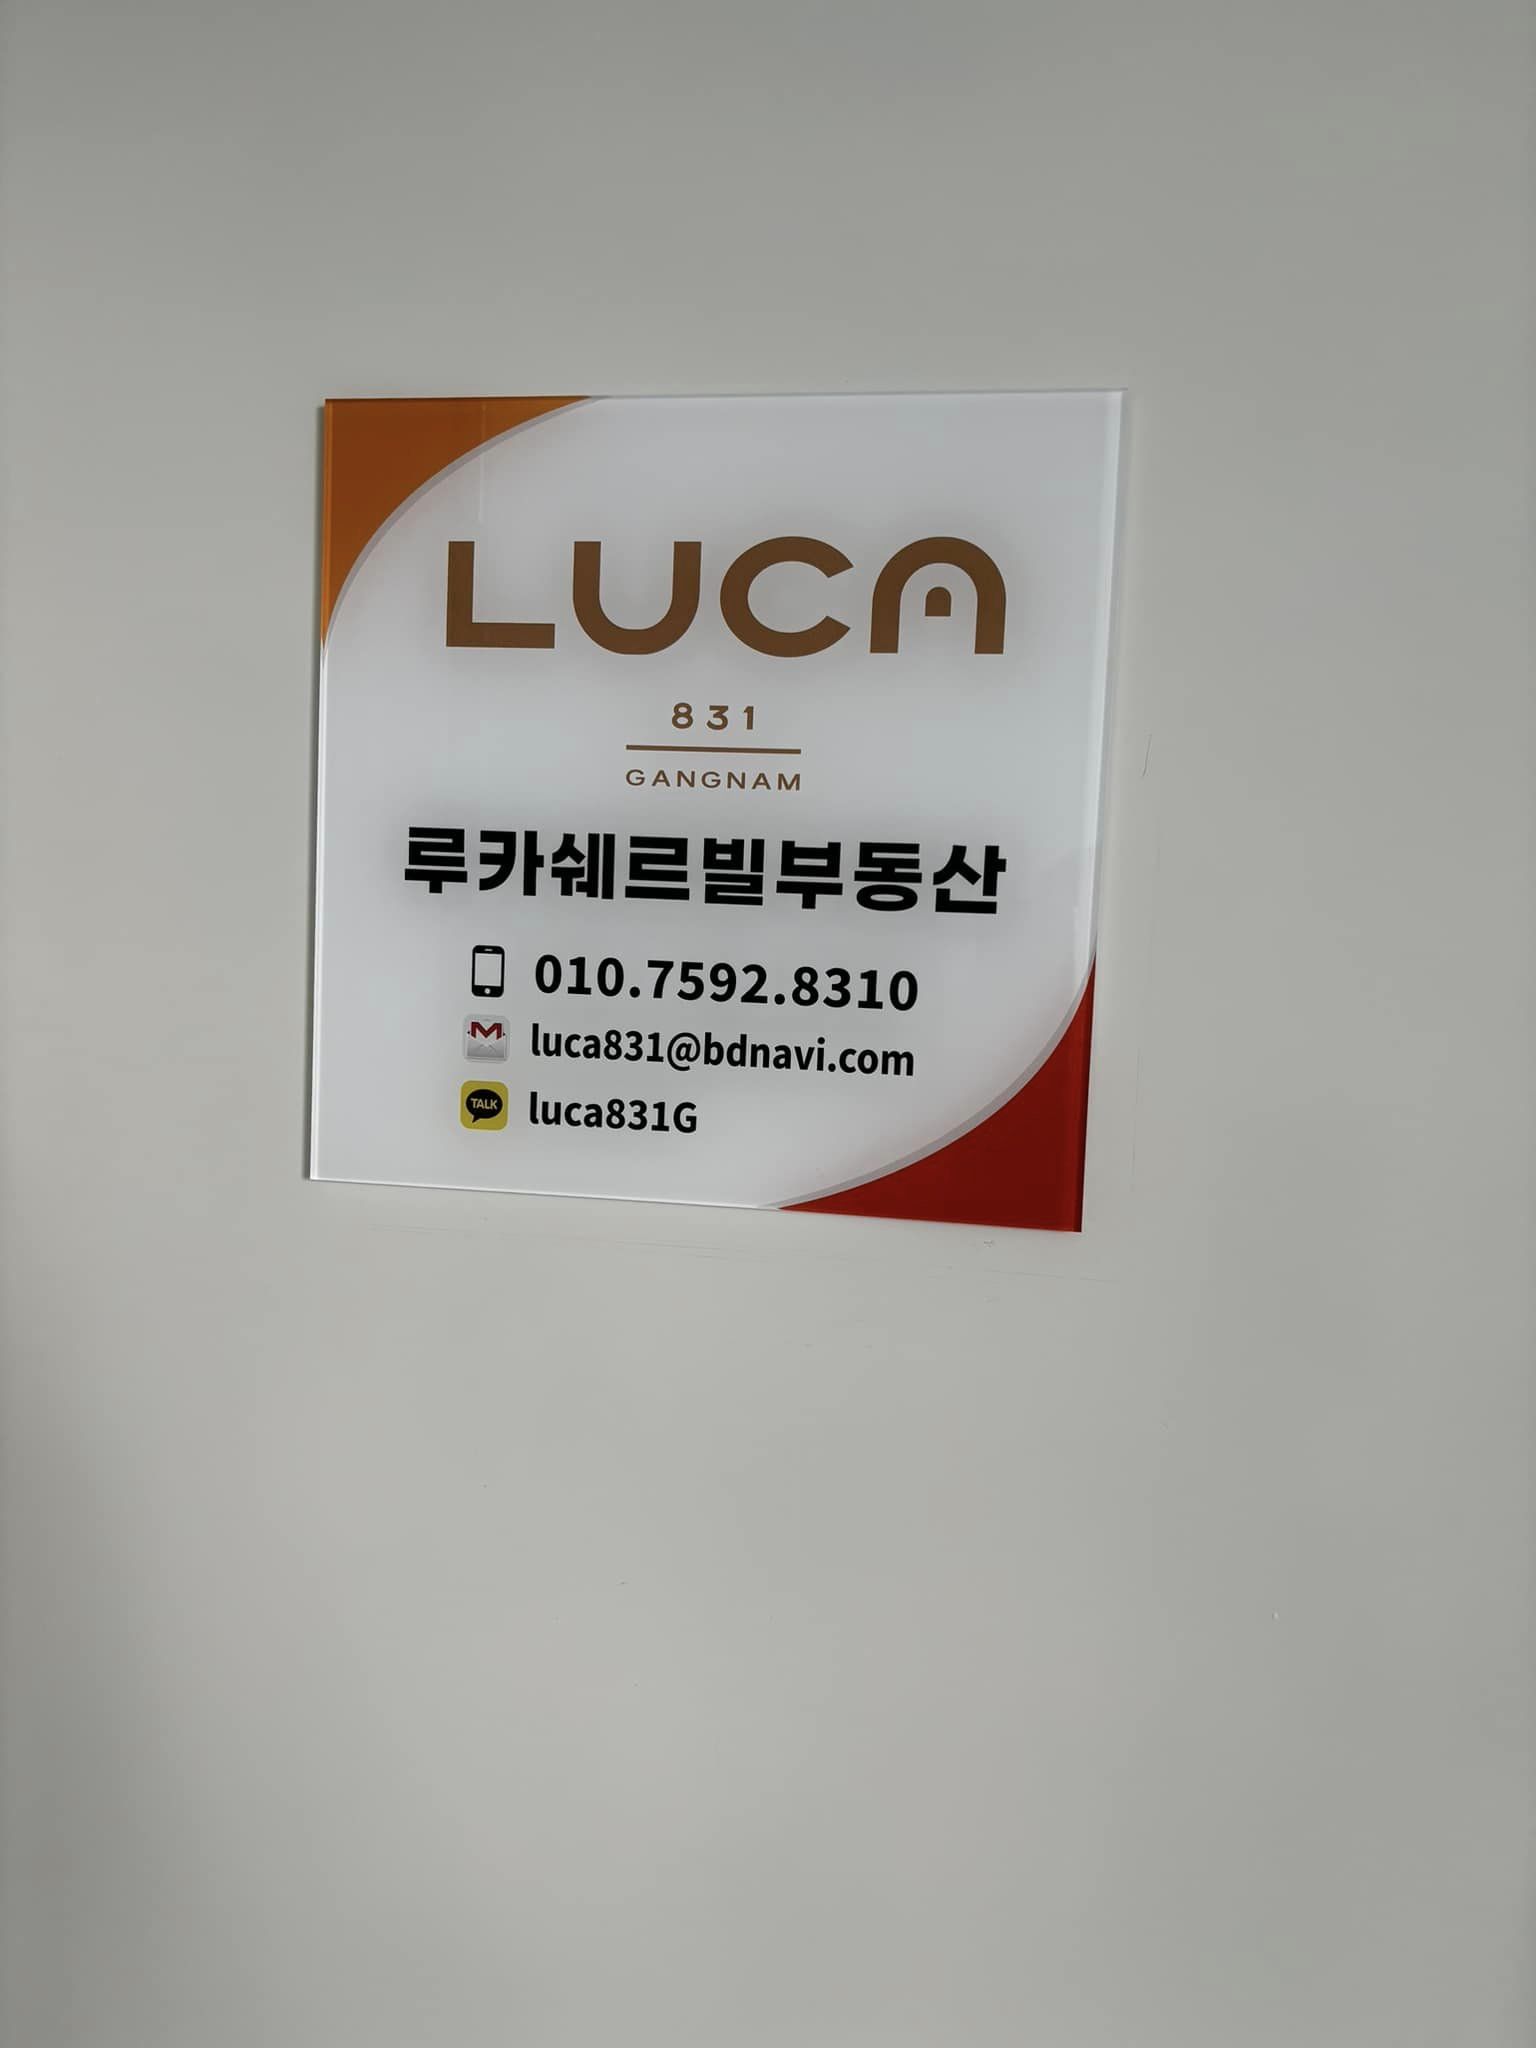 LUCA
831
GANGNAM
루카쉐르빌부동산
010.7592.8310
luca831@bdnavi.com
TALK luca831G